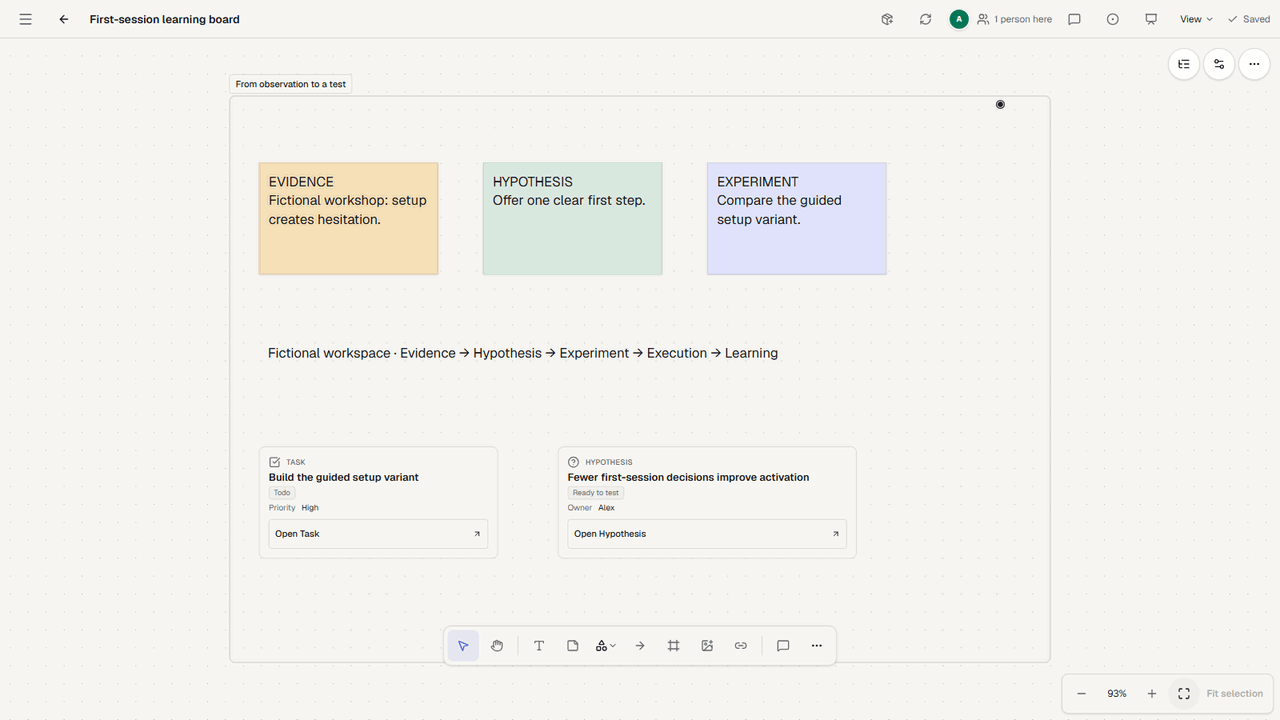 First-session learning board
A
1 person here
View
Saved
From observation to a test
EVIDENCE
Fictional workshop: setup
creates hesitation.
HYPOTHESIS
Offer one clear first step.
EXPERIMENT
Compare the guided
setup variant.
Fictional workspace · Evidence → Hypothesis → Experiment → Execution → Learning
TASK
Build the guided setup variant
Todo
Priority High
Open Task
HYPOTHESIS
Fewer first-session decisions improve activation
Ready to test
Owner Alex
Open Hypothesis
93%
Fit selection